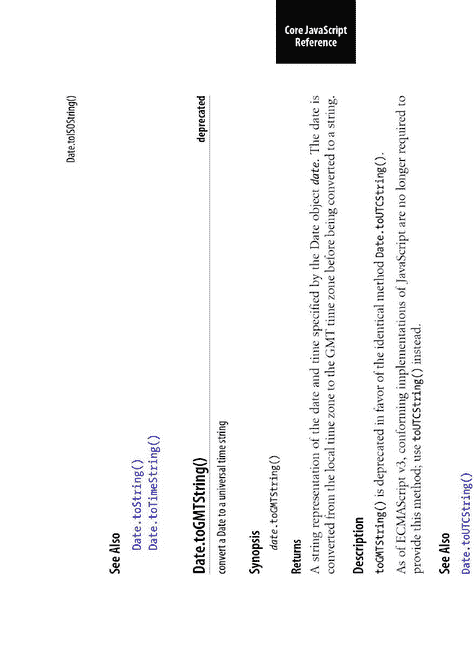 Core JavaScript
Reference
Date.toISOString()
See Also
Date.toString()
Date.toTimeString()
Date.toGMTString() deprecated
convert a Date to a universal time string
Synopsis
date.toGMTString()
Returns
A string representation of the date and time specified by the Date object date. The date is
converted from the local time zone to the GMT time zone before being converted to a string.
Description
toGMTString() is deprecated in favor of the identical method Date.toUTCString().
As of ECMAScript v3, conforming implementations of JavaScript are no longer required to
provide this method; use toUTCString() instead.
See Also
Date.toUTCString()